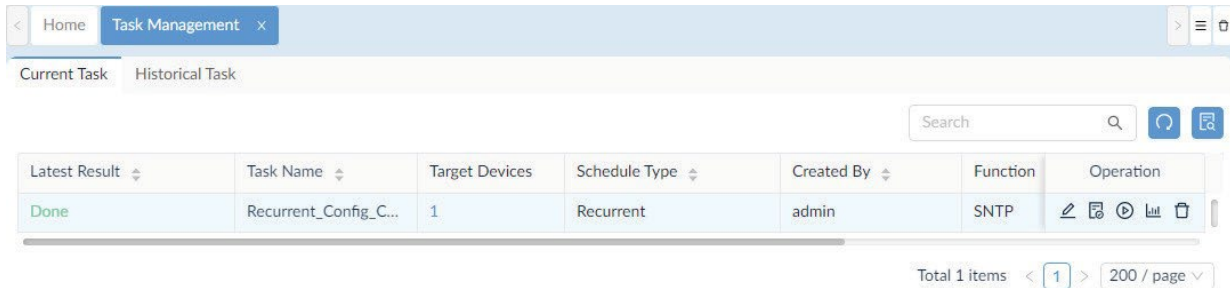 Home Task Management ×
Current Task Historical Task
Search
Latest Result Task Name Target Devices Schedule Type Created By Function Operation
Done Recurrent_Config_C... 1 Recurrent admin SNTP
Total 1 items < 1 > 200 / page